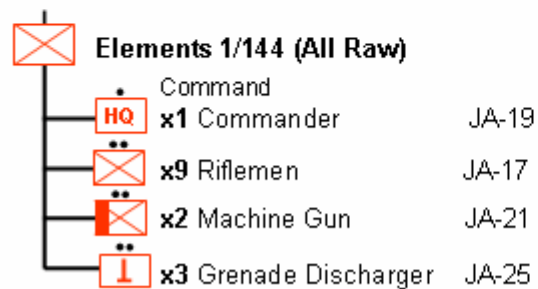 Elements 1/144 (All Raw)
Command
HQ x1 Commander JA-19
x9 Riflemen JA-17
x2 Machine Gun JA-21
x3 Grenade Discharger JA-25